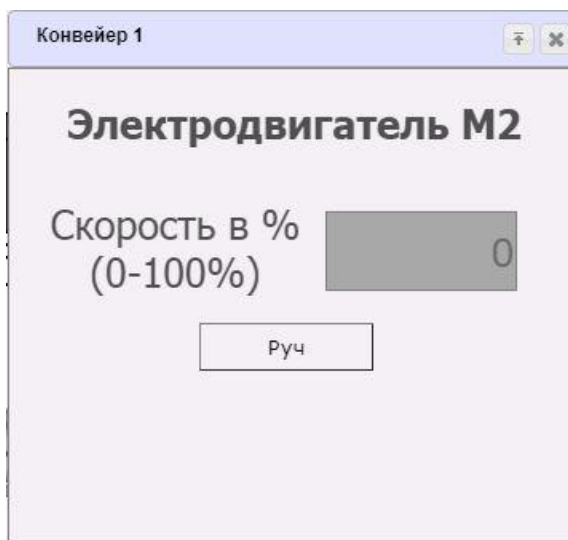 Конвейер 1
Электродвигатель М2
Скорость в %
(0-100%)
0
Руч